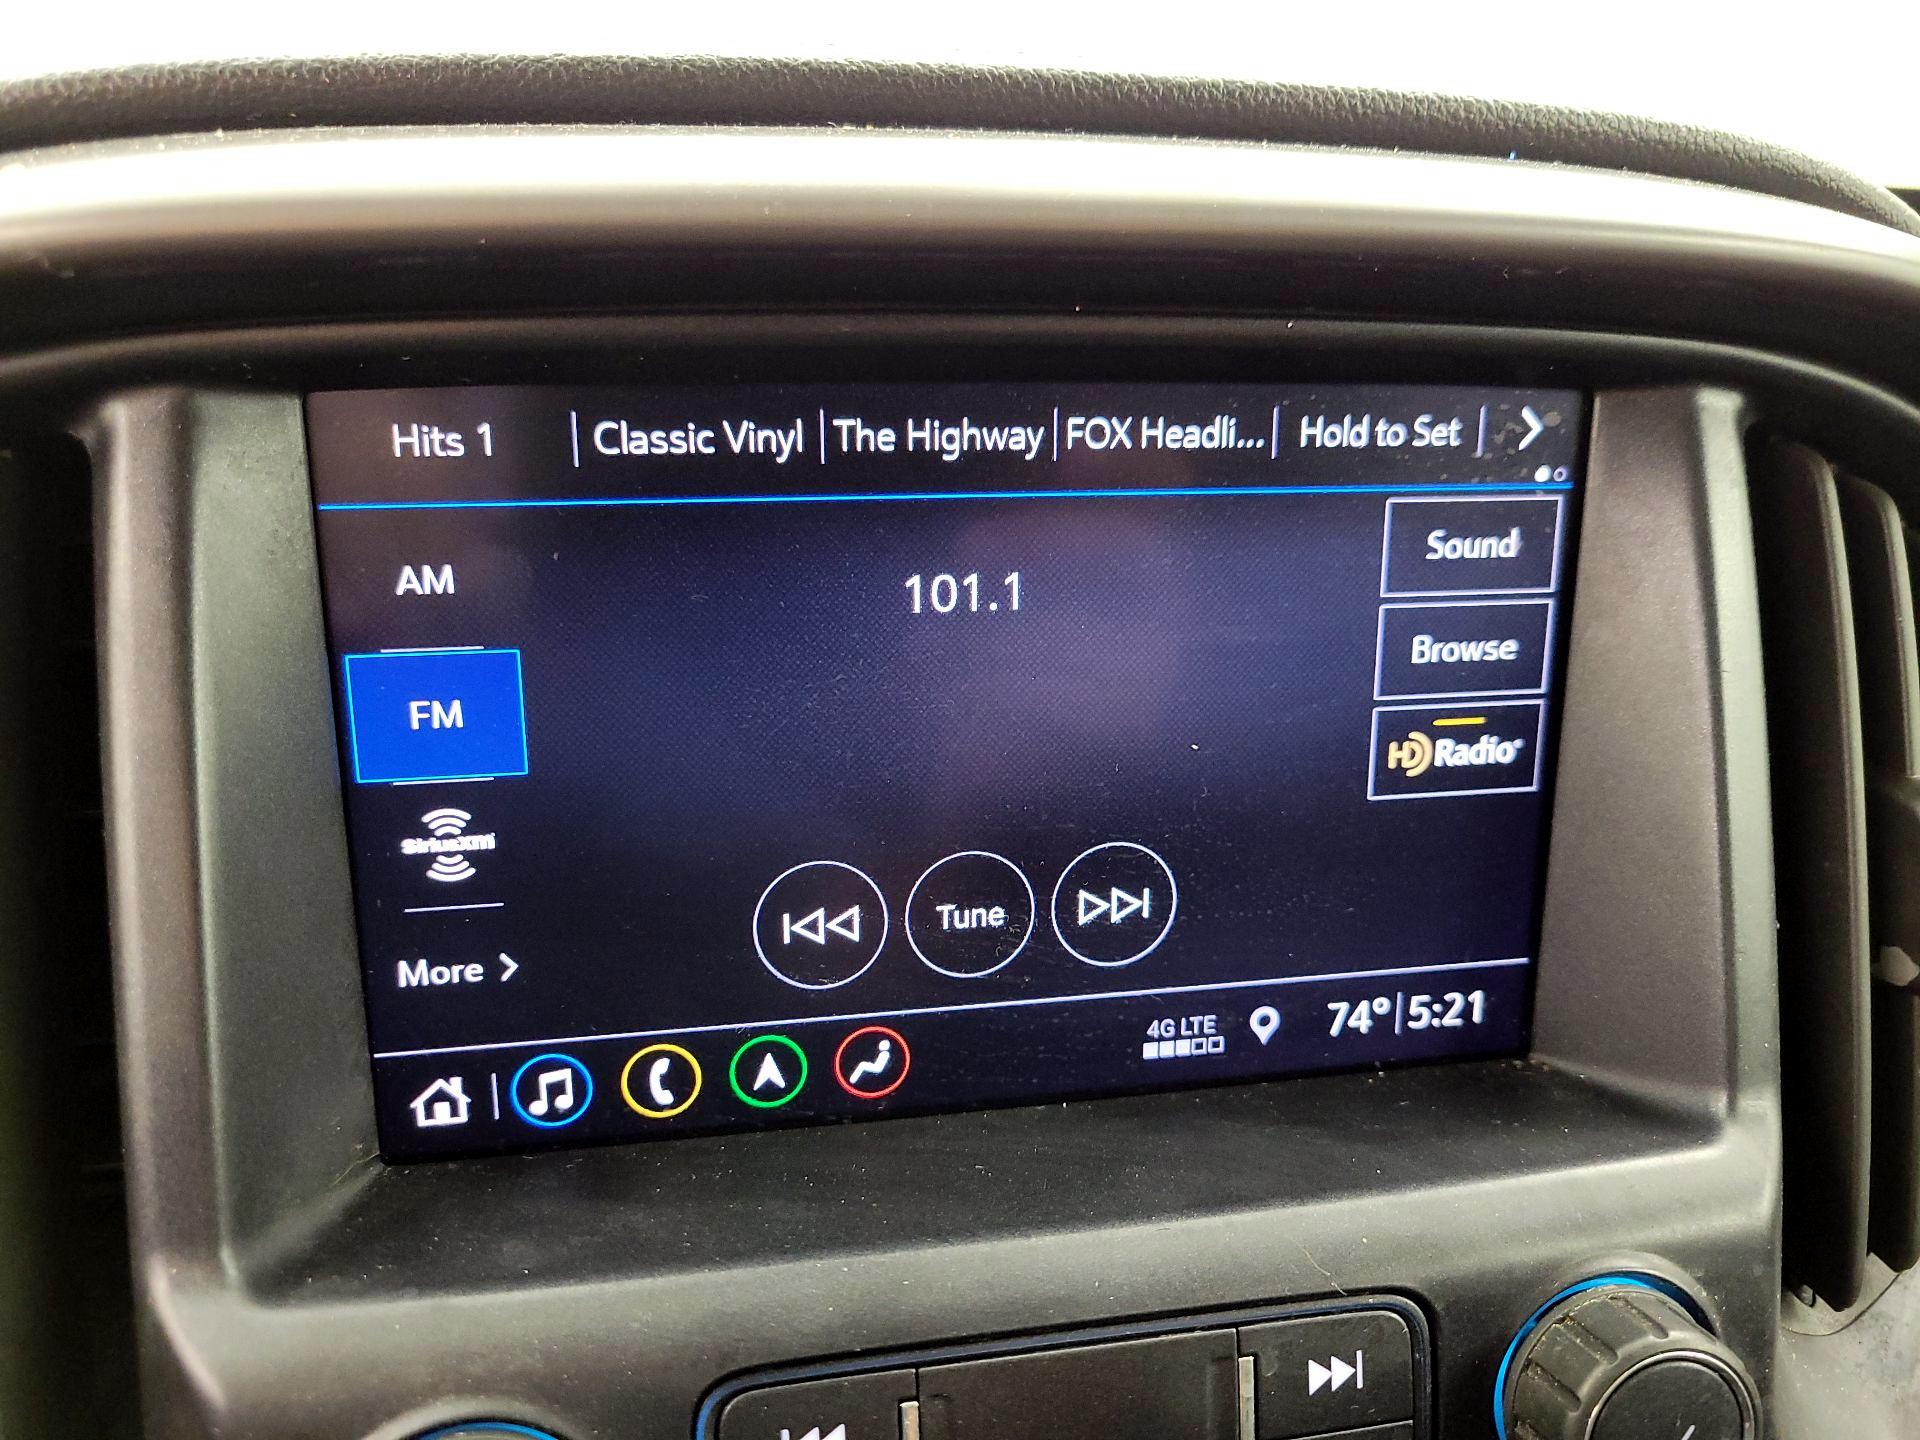 Hits 1 | Classic Vinyl | The Highway | FOX Headli... | Hold to Set |
AM
101.1
Sound
Browse
FM
HD Radio
SiriusXM
Tune
More
4G LTE
74° | 5:21